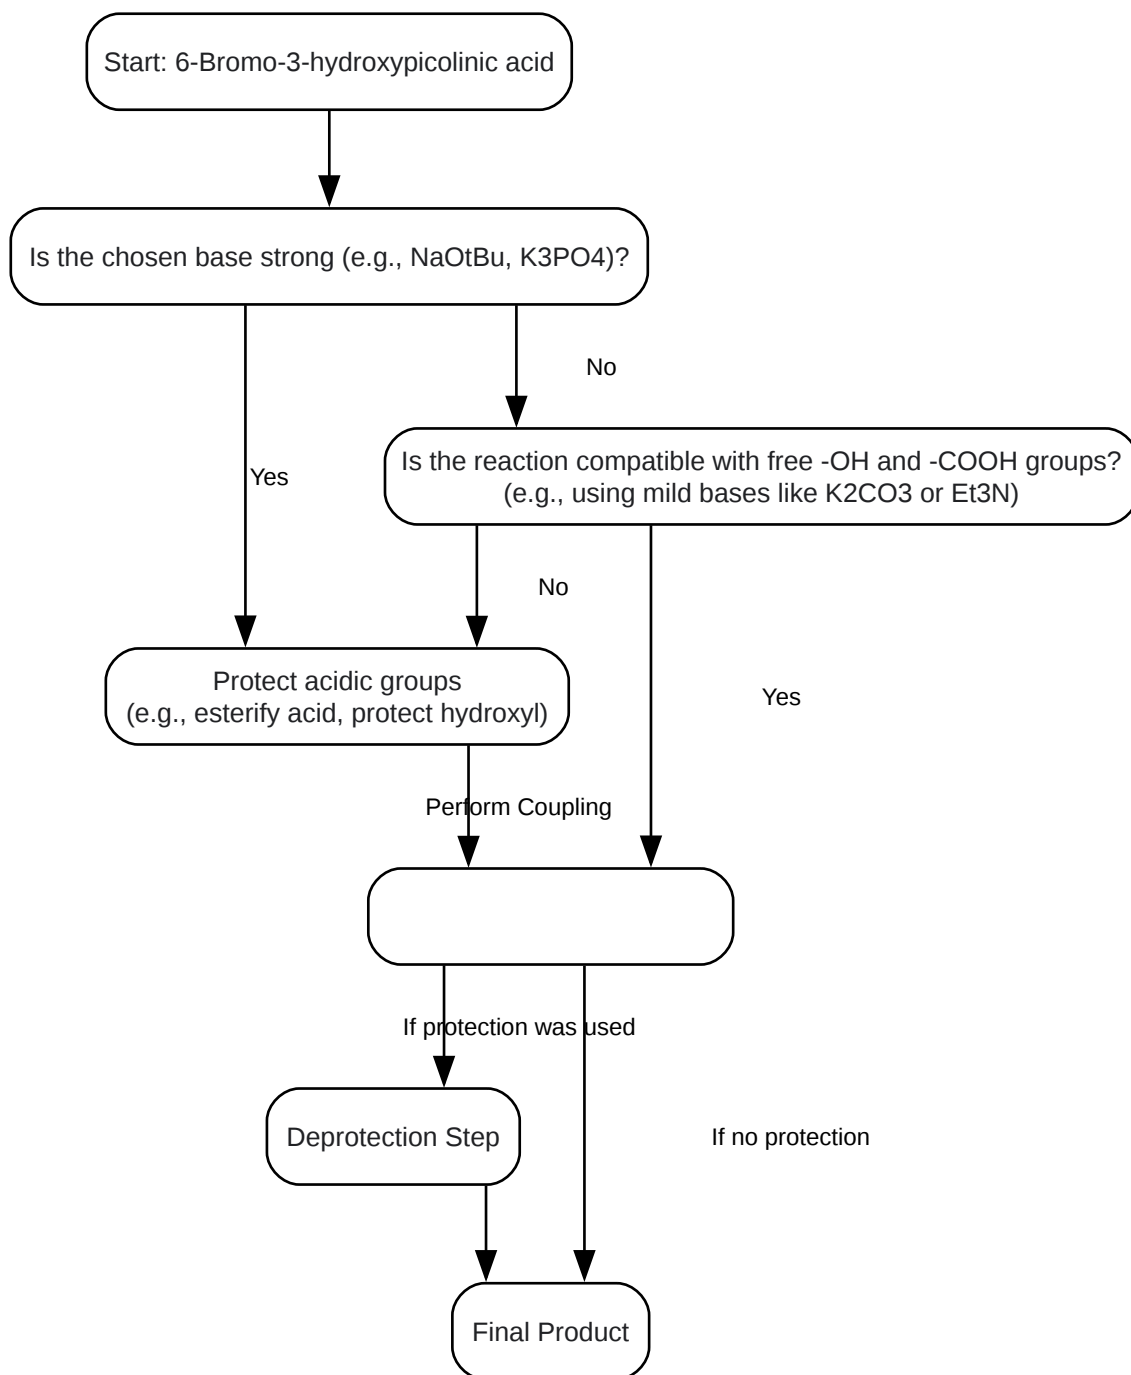 Start: 6-Bromo-3-hydroxypicolinic acid
Is the chosen base strong (e.g., NaOtBu, K3PO4)?
No
Yes
Is the reaction compatible with free -OH and -COOH groups?
(e.g., using mild bases like K2CO3 or Et3N)
No
Protect acidic groups
(e.g., esterify acid, protect hydroxyl)
Yes
Perform Coupling
If protection was used
Deprotection Step
If no protection
Final Product